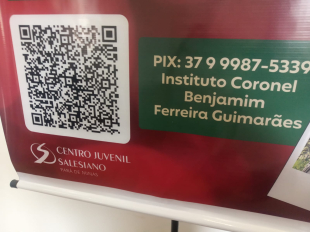 PIX: 37 9 9987-5339
Instituto Coronel
Benjamim
Ferreira Guimarães
CENTRO JUVENIL
SALESIANO